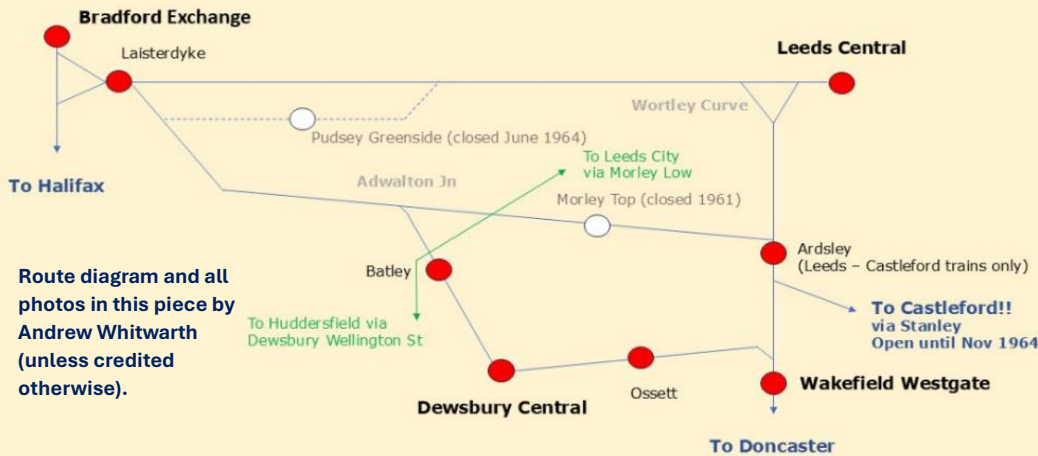 Bradford Exchange
Laisterdyke
Leeds Central
Wortley Curve
Pudsey Greenside (closed June 1964)
To Leeds City
via Morley Low
To Halifax
Adwalton Jn
Morley Top (closed 1961)
Ardsley
(Leeds – Castleford trains only)
Batley
Route diagram and all
photos in this piece by
Andrew Whitwarth
(unless credited
otherwise).
To Castleford!!
via Stanley
Open until Nov 1964
To Huddersfield via
Dewsbury Wellington St
Wakefield Westgate
Ossett
Dewsbury Central
To Doncaster